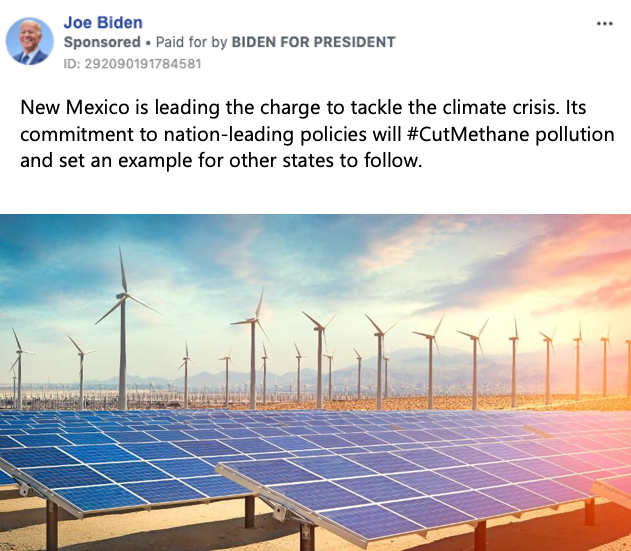 Joe Biden
Sponsored • Paid for by BIDEN FOR PRESIDENT
ID: 292090191784581
New Mexico is leading the charge to tackle the climate crisis. Its
commitment to nation-leading policies will #CutMethane pollution
and set an example for other states to follow.